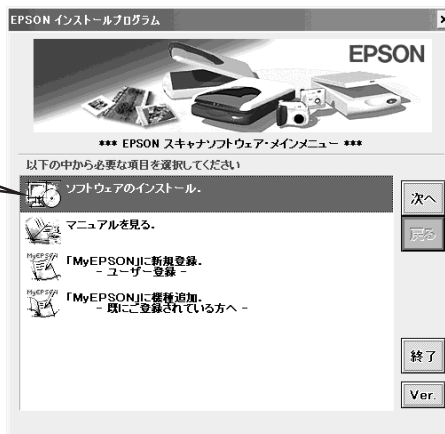 EPSON インストールプログラム
EPSON
*** EPSON スキャナソフトウェア・メインメニュー ***
以下の中から必要な項目を選択してください
ソフトウェアのインストール.
マニュアルを見る.
MyEPSON
「MyEPSON」に新規登録.
- ユーザー登録 -
MyEPSON
「MyEPSON」に機種追加.
- 既にご登録されている方へ -
次へ
戻る
終了
Ver.